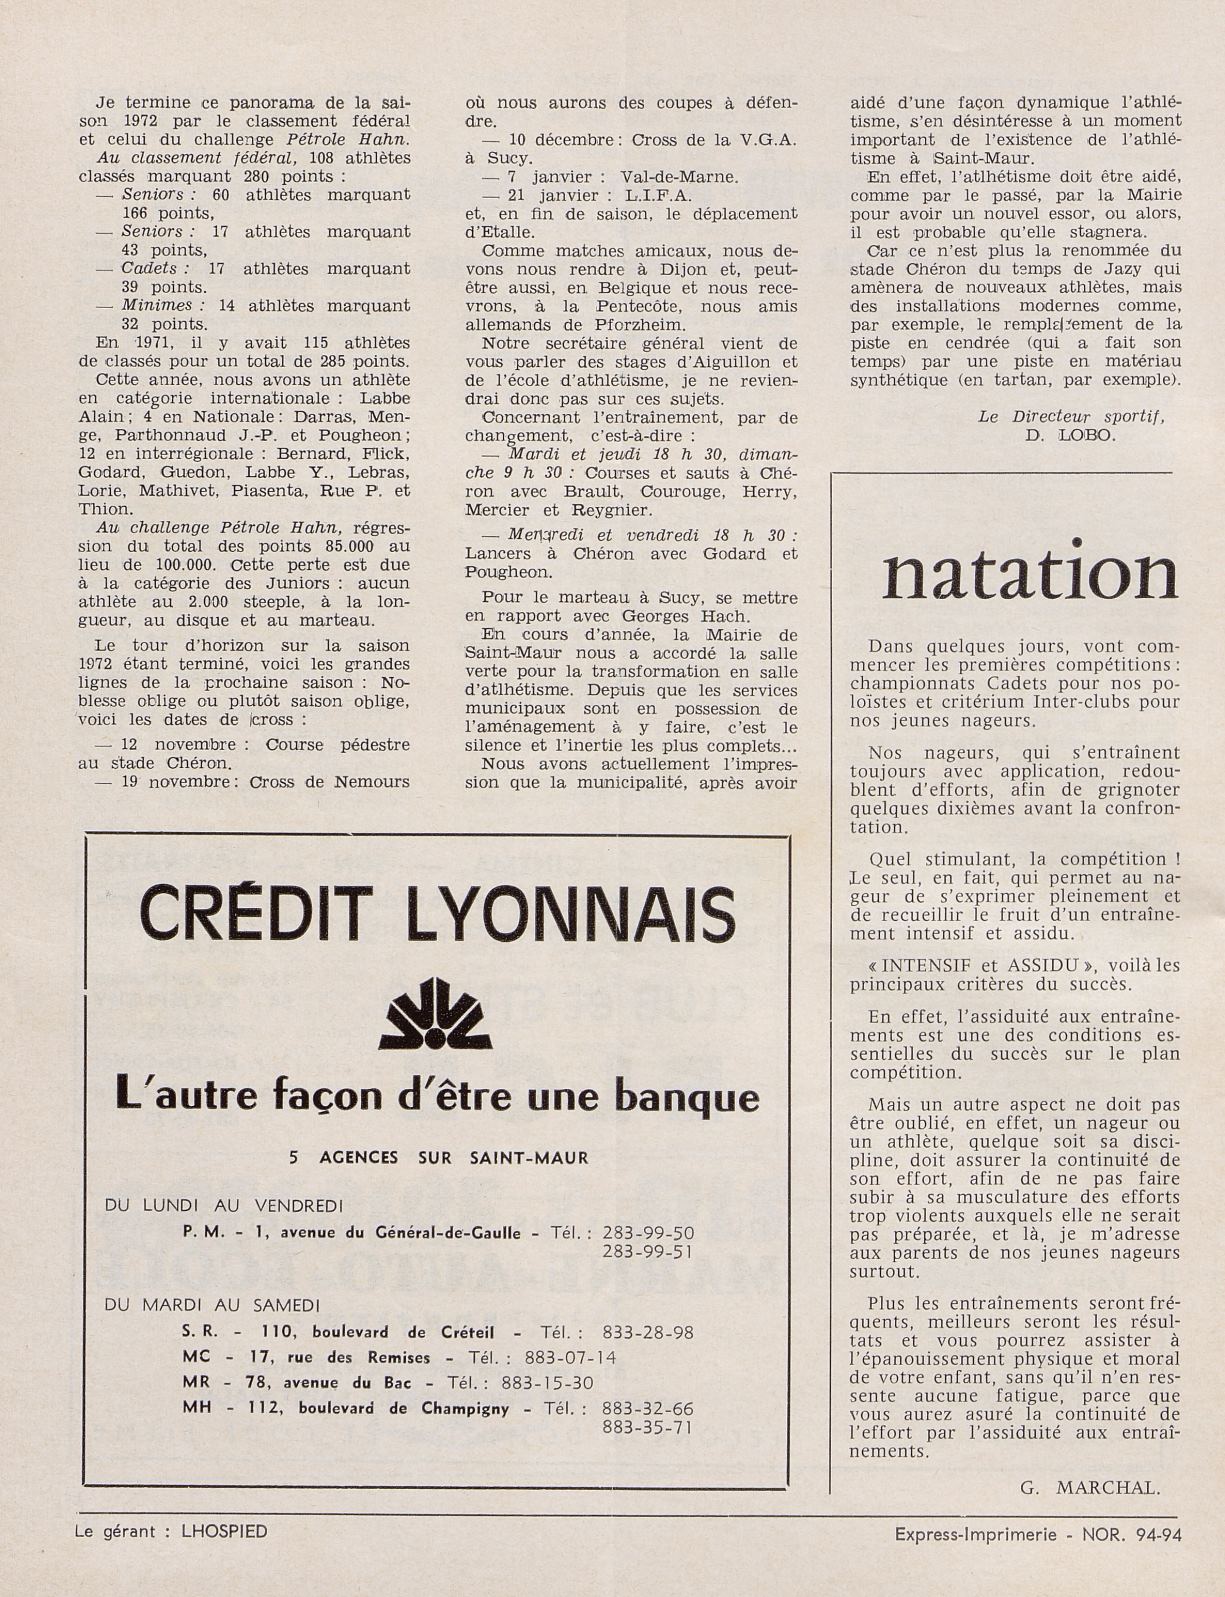 Je termine ce panorama de la sai-
son 1972 par le classement fédéral
et celui du challenge Pétrole Hahn.
Au classement fédéral, 108 athlètes
classés marquant 280 points :
— Seniors : 60 athlètes marquant
166 points,
— Seniors : 17 athlètes marquant
43 points,
— Cadets : 17 athlètes marquant
39 points.
— Minimes : 14 athlètes marquant
32 points.
En 1971, il y avait 115 athlètes
de classés pour un total de 285 points.
Cette année, nous avons un athlète
en catégorie internationale : Labbe
Alain ; 4 en Nationale : Darras, Men-
ge, Parthonnaud J.-P. et Pougheon ;
12 en interrégionale : Bernard, Flick,
Godard, Guedon, Labbe Y., Lebras,
Lorie, Mathivet, Piasenta, Rue P. et
Thion.
Au challenge Pétrole Hahn, régres-
sion du total des points 85.000 au
lieu de 100.000. Cette perte est due
à la catégorie des Juniors : aucun
athlète au 2.000 steeple, à la lon-
gueur, au disque et au marteau.
Le tour d'horizon sur la saison
1972 étant terminé, voici les grandes
lignes de la prochaine saison : No-
blesse oblige ou plutôt saison oblige,
voici les dates de cross :
— 12 novembre : Course pédestre
au stade Chéron.
— 19 novembre : Cross de Nemours
où nous aurons des coupes à défen-
dre.
— 10 décembre : Cross de la V.G.A.
à Sucy.
— 7 janvier : Val-de-Marne.
— 21 janvier : L.I.F.A.
et, en fin de saison, le déplacement
d'Etalle.
Comme matches amicaux, nous de-
vons nous rendre à Dijon et, peut-
être aussi, en Belgique et nous rece-
vrons, à la Pentecôte, nous amis
allemands de Pforzheim.
Notre secrétaire général vient de
vous parler des stages d'Aiguillon et
de l'école d'athlétisme, je ne revien-
drai donc pas sur ces sujets.
Concernant l'entraînement, par de
changement, c'est-à-dire :
— Mardi et jeudi 18 h 30, diman-
che 9 h 30 : Courses et sauts à Ché-
ron avec Brault, Courouge, Herry,
Mercier et Reygnier.
— Mercredi et vendredi 18 h 30 :
Lancers à Chéron avec Godard et
Pougheon.
Pour le marteau à Sucy, se mettre
en rapport avec Georges Hach.
En cours d'année, la Mairie de
Saint-Maur nous a accordé la salle
verte pour la transformation en salle
d'atlhétisme. Depuis que les services
municipaux sont en possession de
l'aménagement à y faire, c'est le
silence et l'inertie les plus complets...
Nous avons actuellement l'impres-
sion que la municipalité, après avoir
aidé d'une façon dynamique l'athlé-
tisme, s'en désintéresse à un moment
important de l'existence de l'athlé-
tisme à Saint-Maur.
En effet, l'atlhétisme doit être aidé,
comme par le passé, par la Mairie
pour avoir un nouvel essor, ou alors,
il est probable qu'elle stagnera.
Car ce n'est plus la renommée du
stade Chéron du temps de Jazy qui
amènera de nouveaux athlètes, mais
des installations modernes comme,
par exemple, le remplacement de la
piste en cendrée (qui a fait son
temps) par une piste en matériau
synthétique (en tartan, par exemple).
Le Directeur sportif,
D. LOBO.
natation
Dans quelques jours, vont com-
mencer les premières compétitions :
championnats Cadets pour nos po-
loïstes et critérium Inter-clubs pour
nos jeunes nageurs.
Nos nageurs, qui s'entraînent
toujours avec application, redou-
blent d'efforts, afin de grignoter
quelques dixièmes avant la confron-
tation.
Quel stimulant, la compétition !
Le seul, en fait, qui permet au na-
geur de s'exprimer pleinement et
de recueillir le fruit d'un entraîne-
ment intensif et assidu.
« INTENSIF et ASSIDU », voilà les
principaux critères du succès.
En effet, l'assiduité aux entraîne-
ments est une des conditions es-
sentielles du succès sur le plan
compétition.
Mais un autre aspect ne doit pas
être oublié, en effet, un nageur ou
un athlète, quelque soit sa disci-
pline, doit assurer la continuité de
son effort, afin de ne pas faire
subir à sa musculature des efforts
trop violents auxquels elle ne serait
pas préparée, et là, je m'adresse
aux parents de nos jeunes nageurs
surtout.
Plus les entraînements seront fré-
quents, meilleurs seront les résul-
tats et vous pourrez assister à
l'épanouissement physique et moral
de votre enfant, sans qu'il n'en res-
sente aucune fatigue, parce que
vous aurez asuré la continuité de
l'effort par l'assiduité aux entraî-
nements.
G. MARCHAL.
CRÉDIT LYONNAIS
L'autre façon d'être une banque
5 AGENCES SUR SAINT-MAUR
DU LUNDI AU VENDREDI
P. M. - 1, avenue du Général-de-Gaulle - Tél. : 283-99-50
283-99-51
DU MARDI AU SAMEDI
S. R. - 110, boulevard de Créteil - Tél. : 833-28-98
MC - 17, rue des Remises - Tél. : 883-07-14
MR - 78, avenue du Bac - Tél. : 883-15-30
MH - 112, boulevard de Champigny - Tél. : 883-32-66
883-35-71
Le gérant : LHOSPIED
Express-Imprimerie - NOR. 94-94